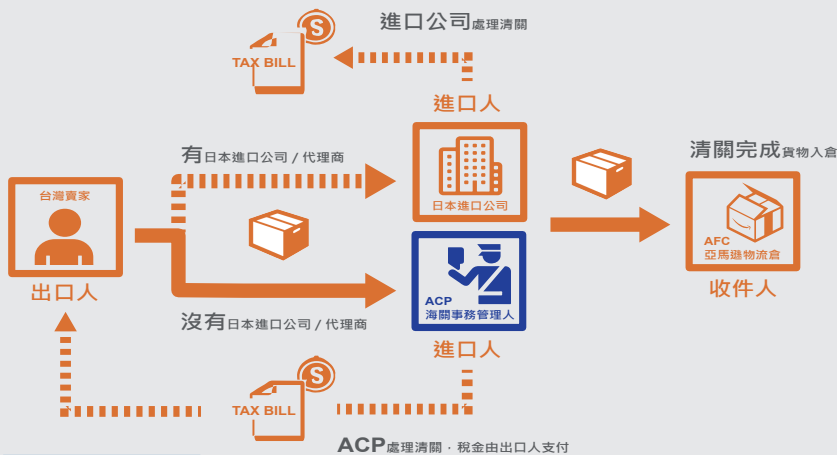 進口公司處理清關
S
TAX BILL
進口人
有日本進口公司 / 代理商
日本進口公司
清關完成貨物入倉
台灣賣家
出口人
ACP
海關事務管理人
AFC
亞馬遜物流倉
收件人
沒有日本進口公司 / 代理商
進口人
S
TAX BILL
ACP處理清關．稅金由出口人支付